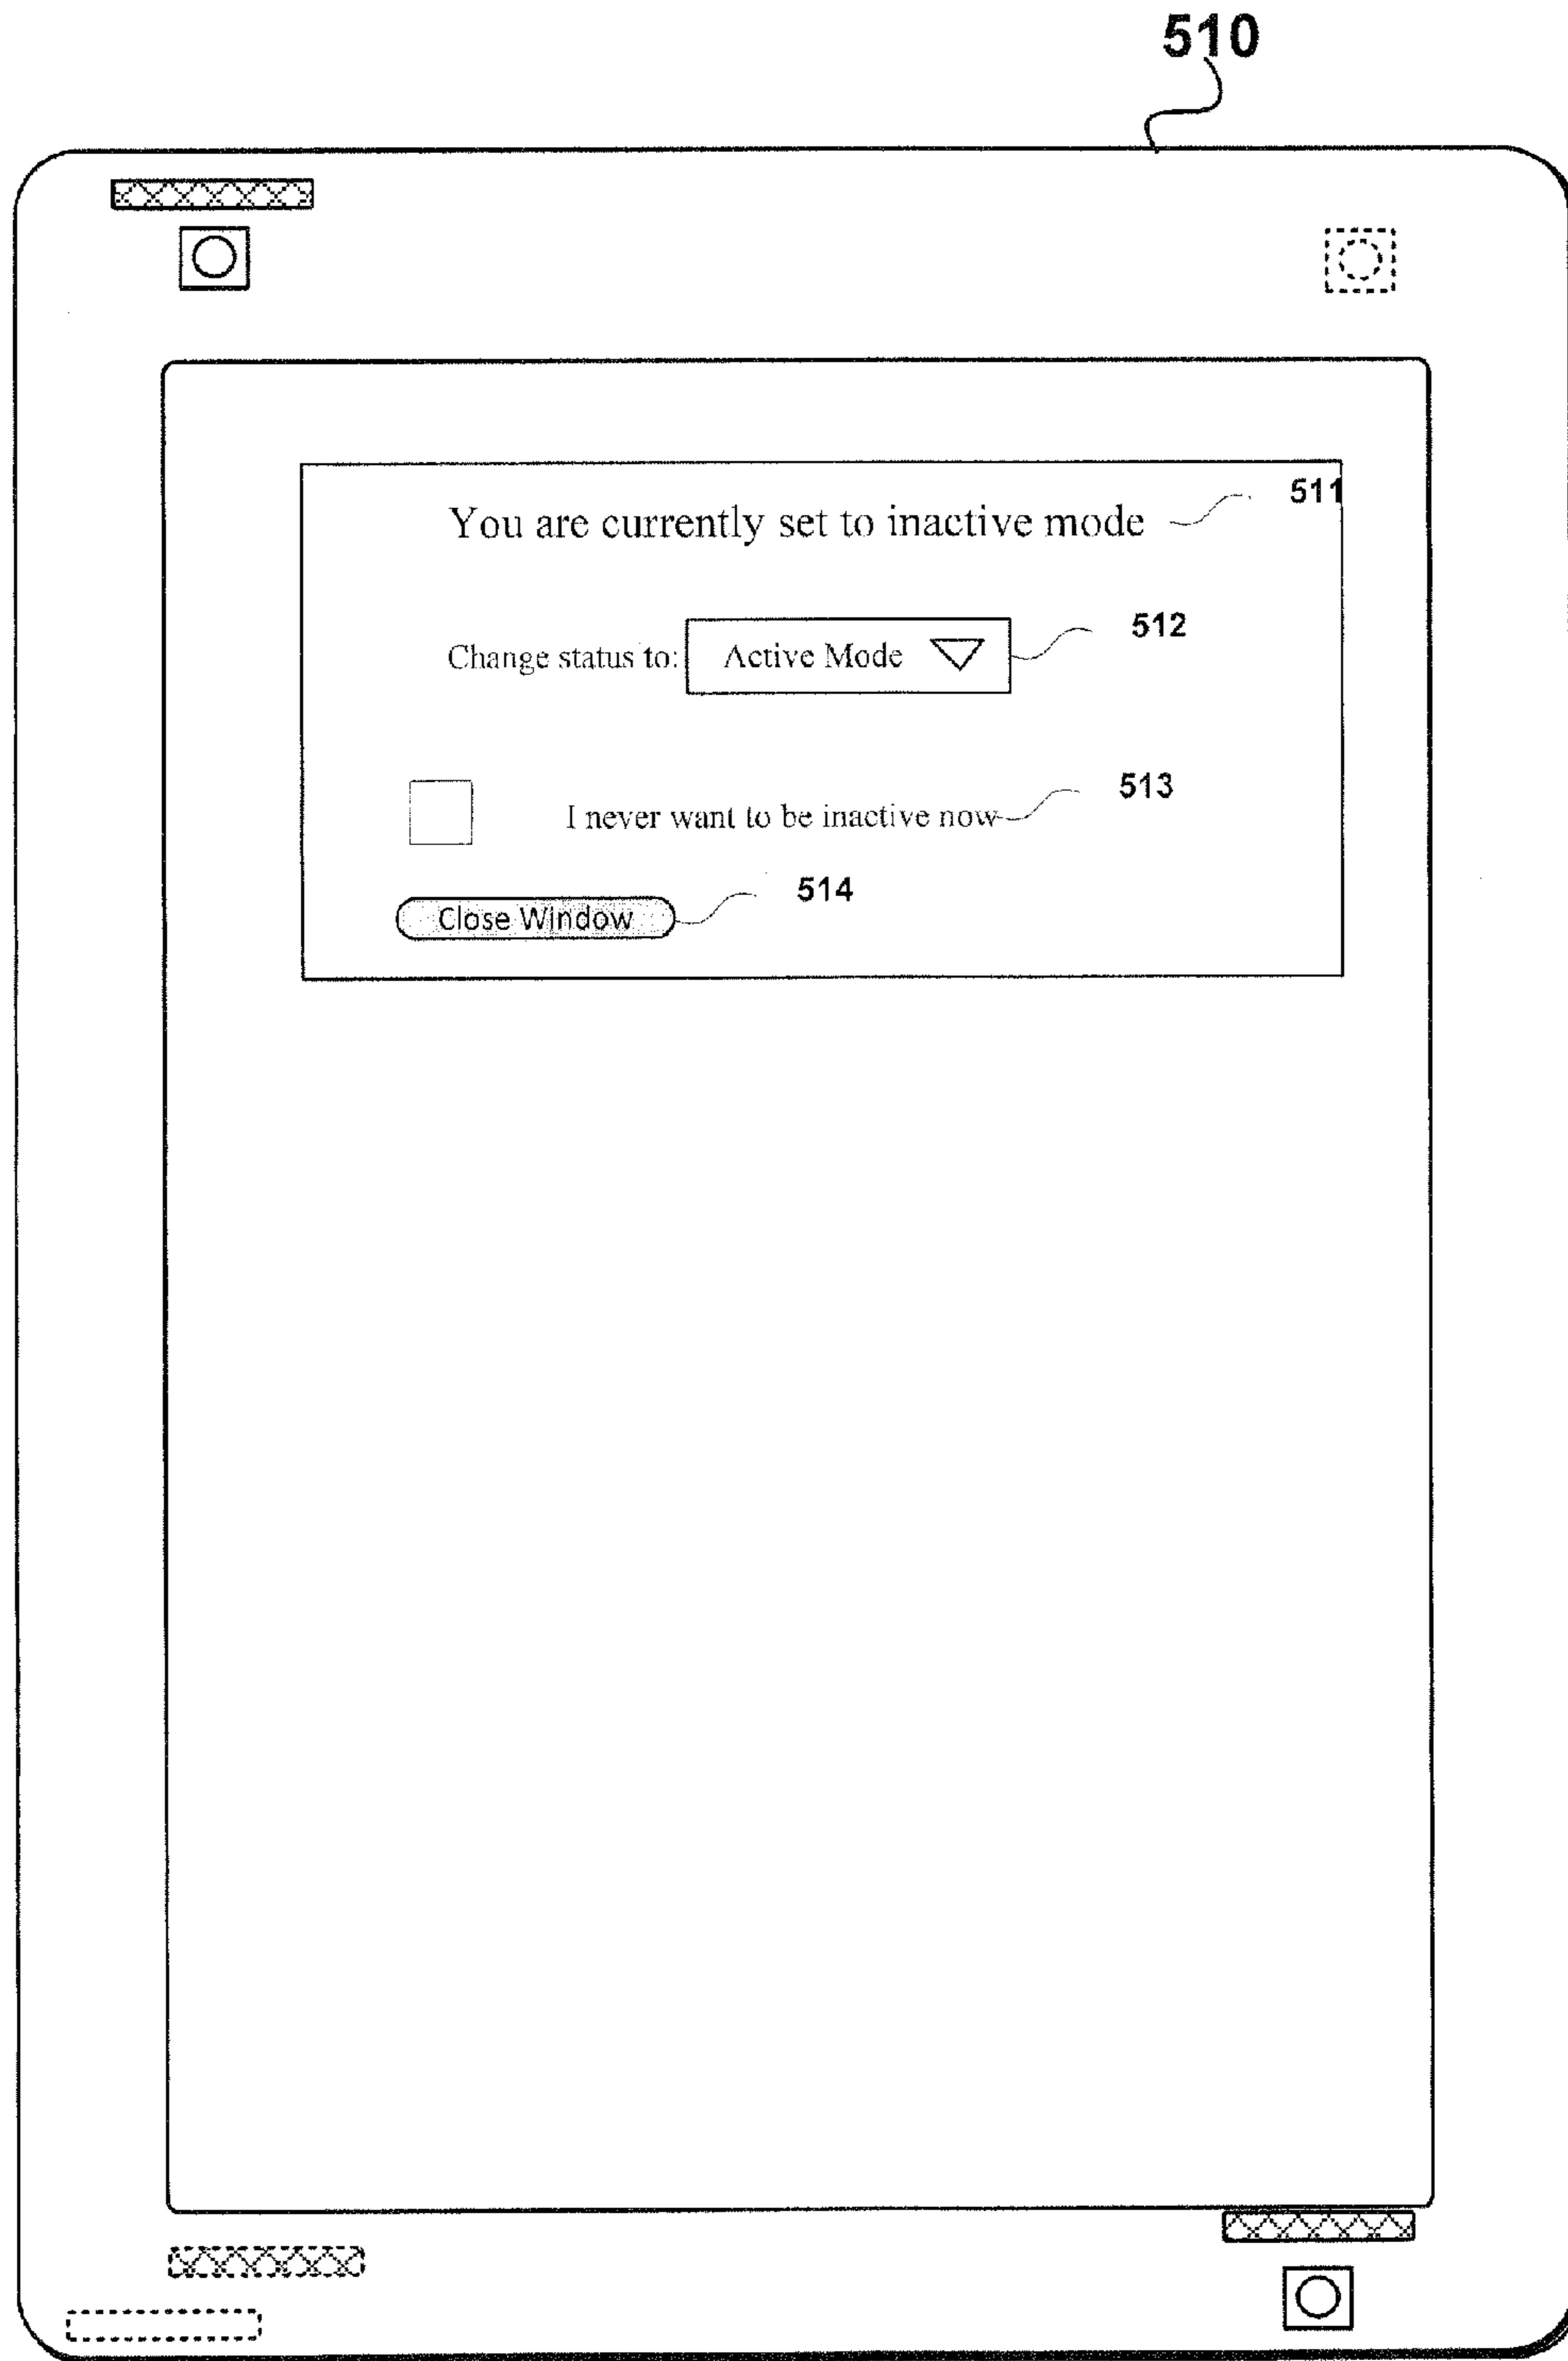 510
You are currently set to inactive mode 511
Change status to: Active Mode 512
I never want to be inactive now 513
Close Window 514